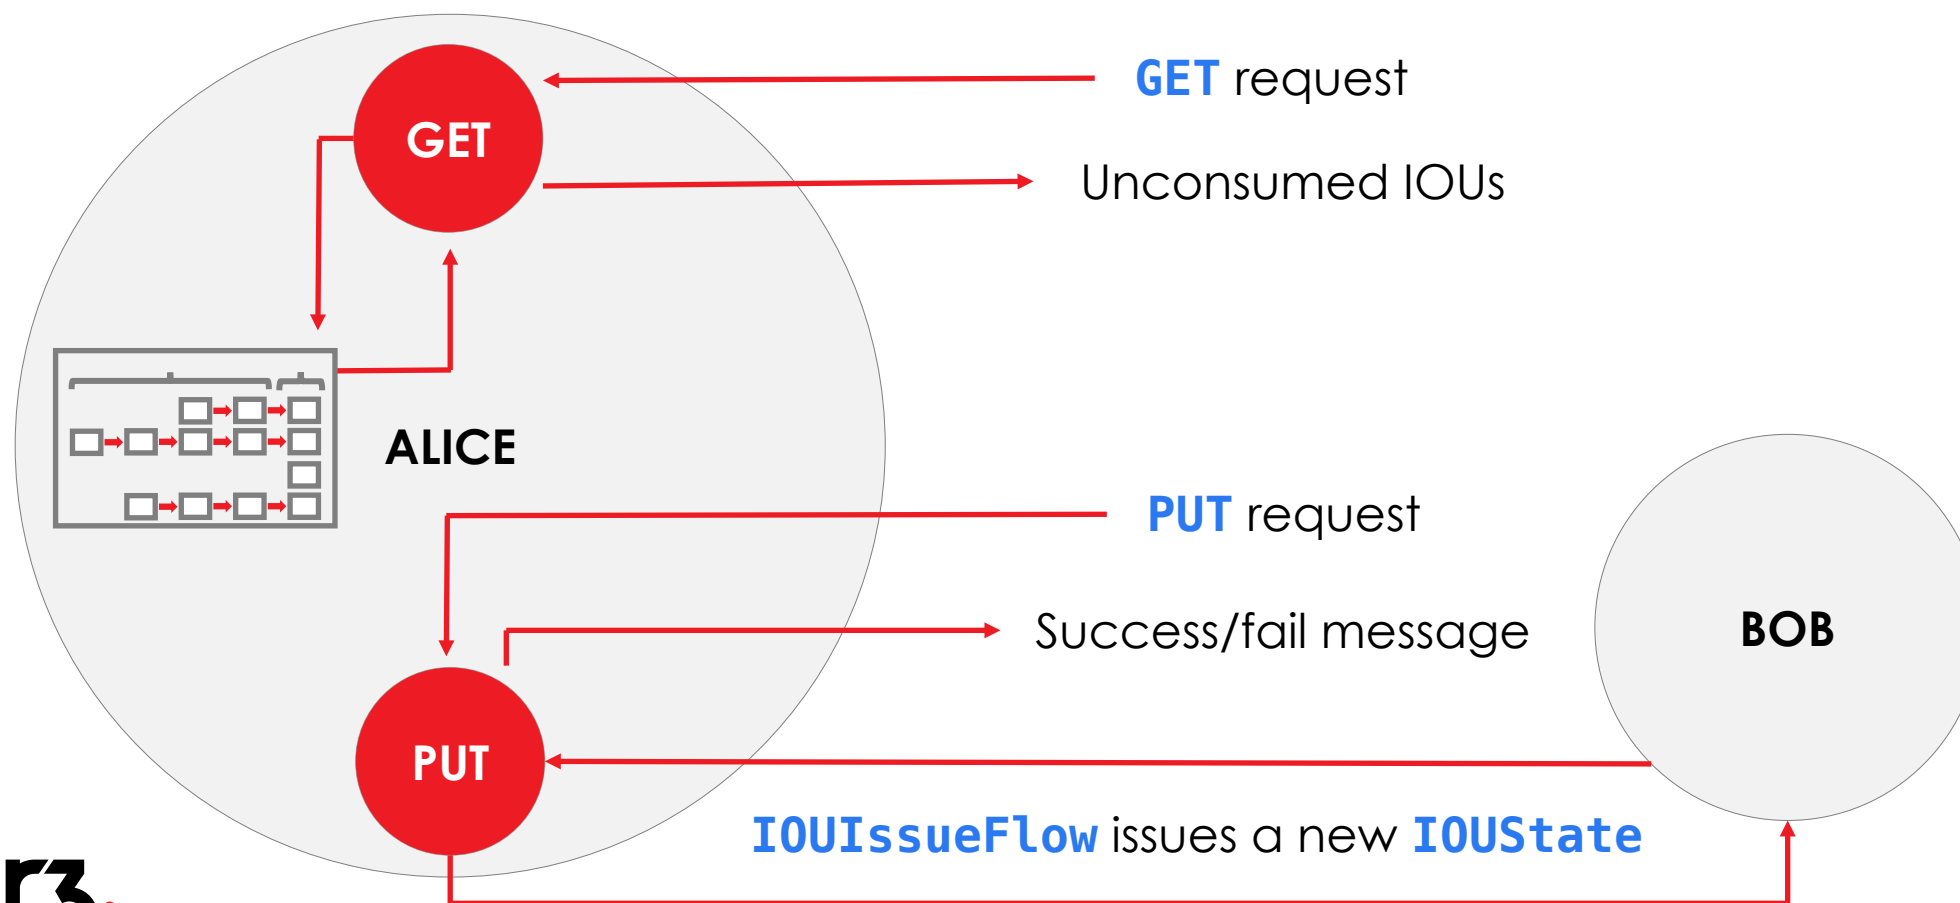 GET request
GET
Unconsumed IOUs
ALICE
PUT request
Success/fail message
BOB
PUT
IOUIssueFlow issues a new IOUState
r3